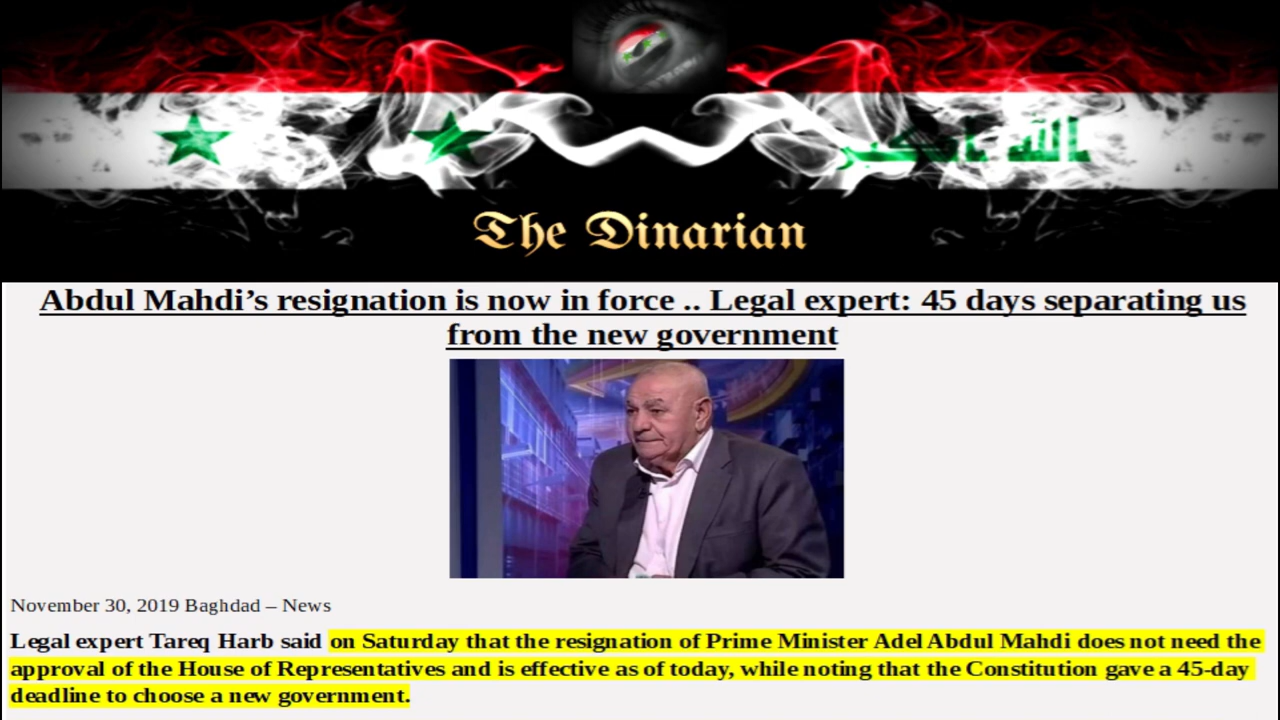 الله اكبر
The Dinarian
Abdul Mahdi’s resignation is now in force .. Legal expert: 45 days separating us
from the new government
November 30, 2019 Baghdad – News
Legal expert Tareq Harb said on Saturday that the resignation of Prime Minister Adel Abdul Mahdi does not need the
approval of the House of Representatives and is effective as of today, while noting that the Constitution gave a 45-day
deadline to choose a new government.